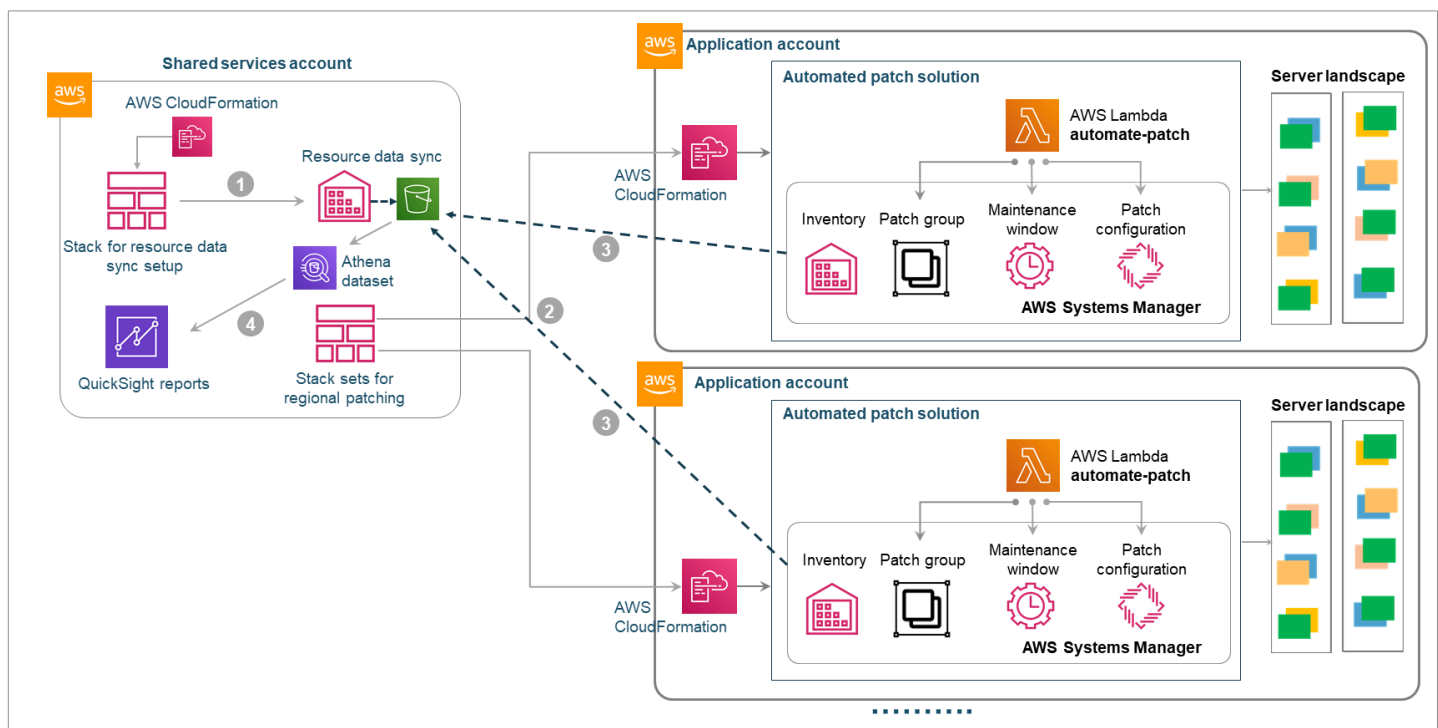 Shared services account
aws
AWS CloudFormation
Resource data sync
1
Stack for resource data
sync setup
Athena
dataset
4
QuickSight reports
Stack sets for
regional patching
2
3
3
aws
Application account
Automated patch solution
AWS Lambda
automate-patch
AWS
CloudFormation
Inventory
Patch group
Maintenance
window
Patch
configuration
AWS Systems Manager
Server landscape
aws
Application account
Automated patch solution
AWS Lambda
automate-patch
AWS
CloudFormation
Inventory
Patch group
Maintenance
window
Patch
configuration
AWS Systems Manager
Server landscape